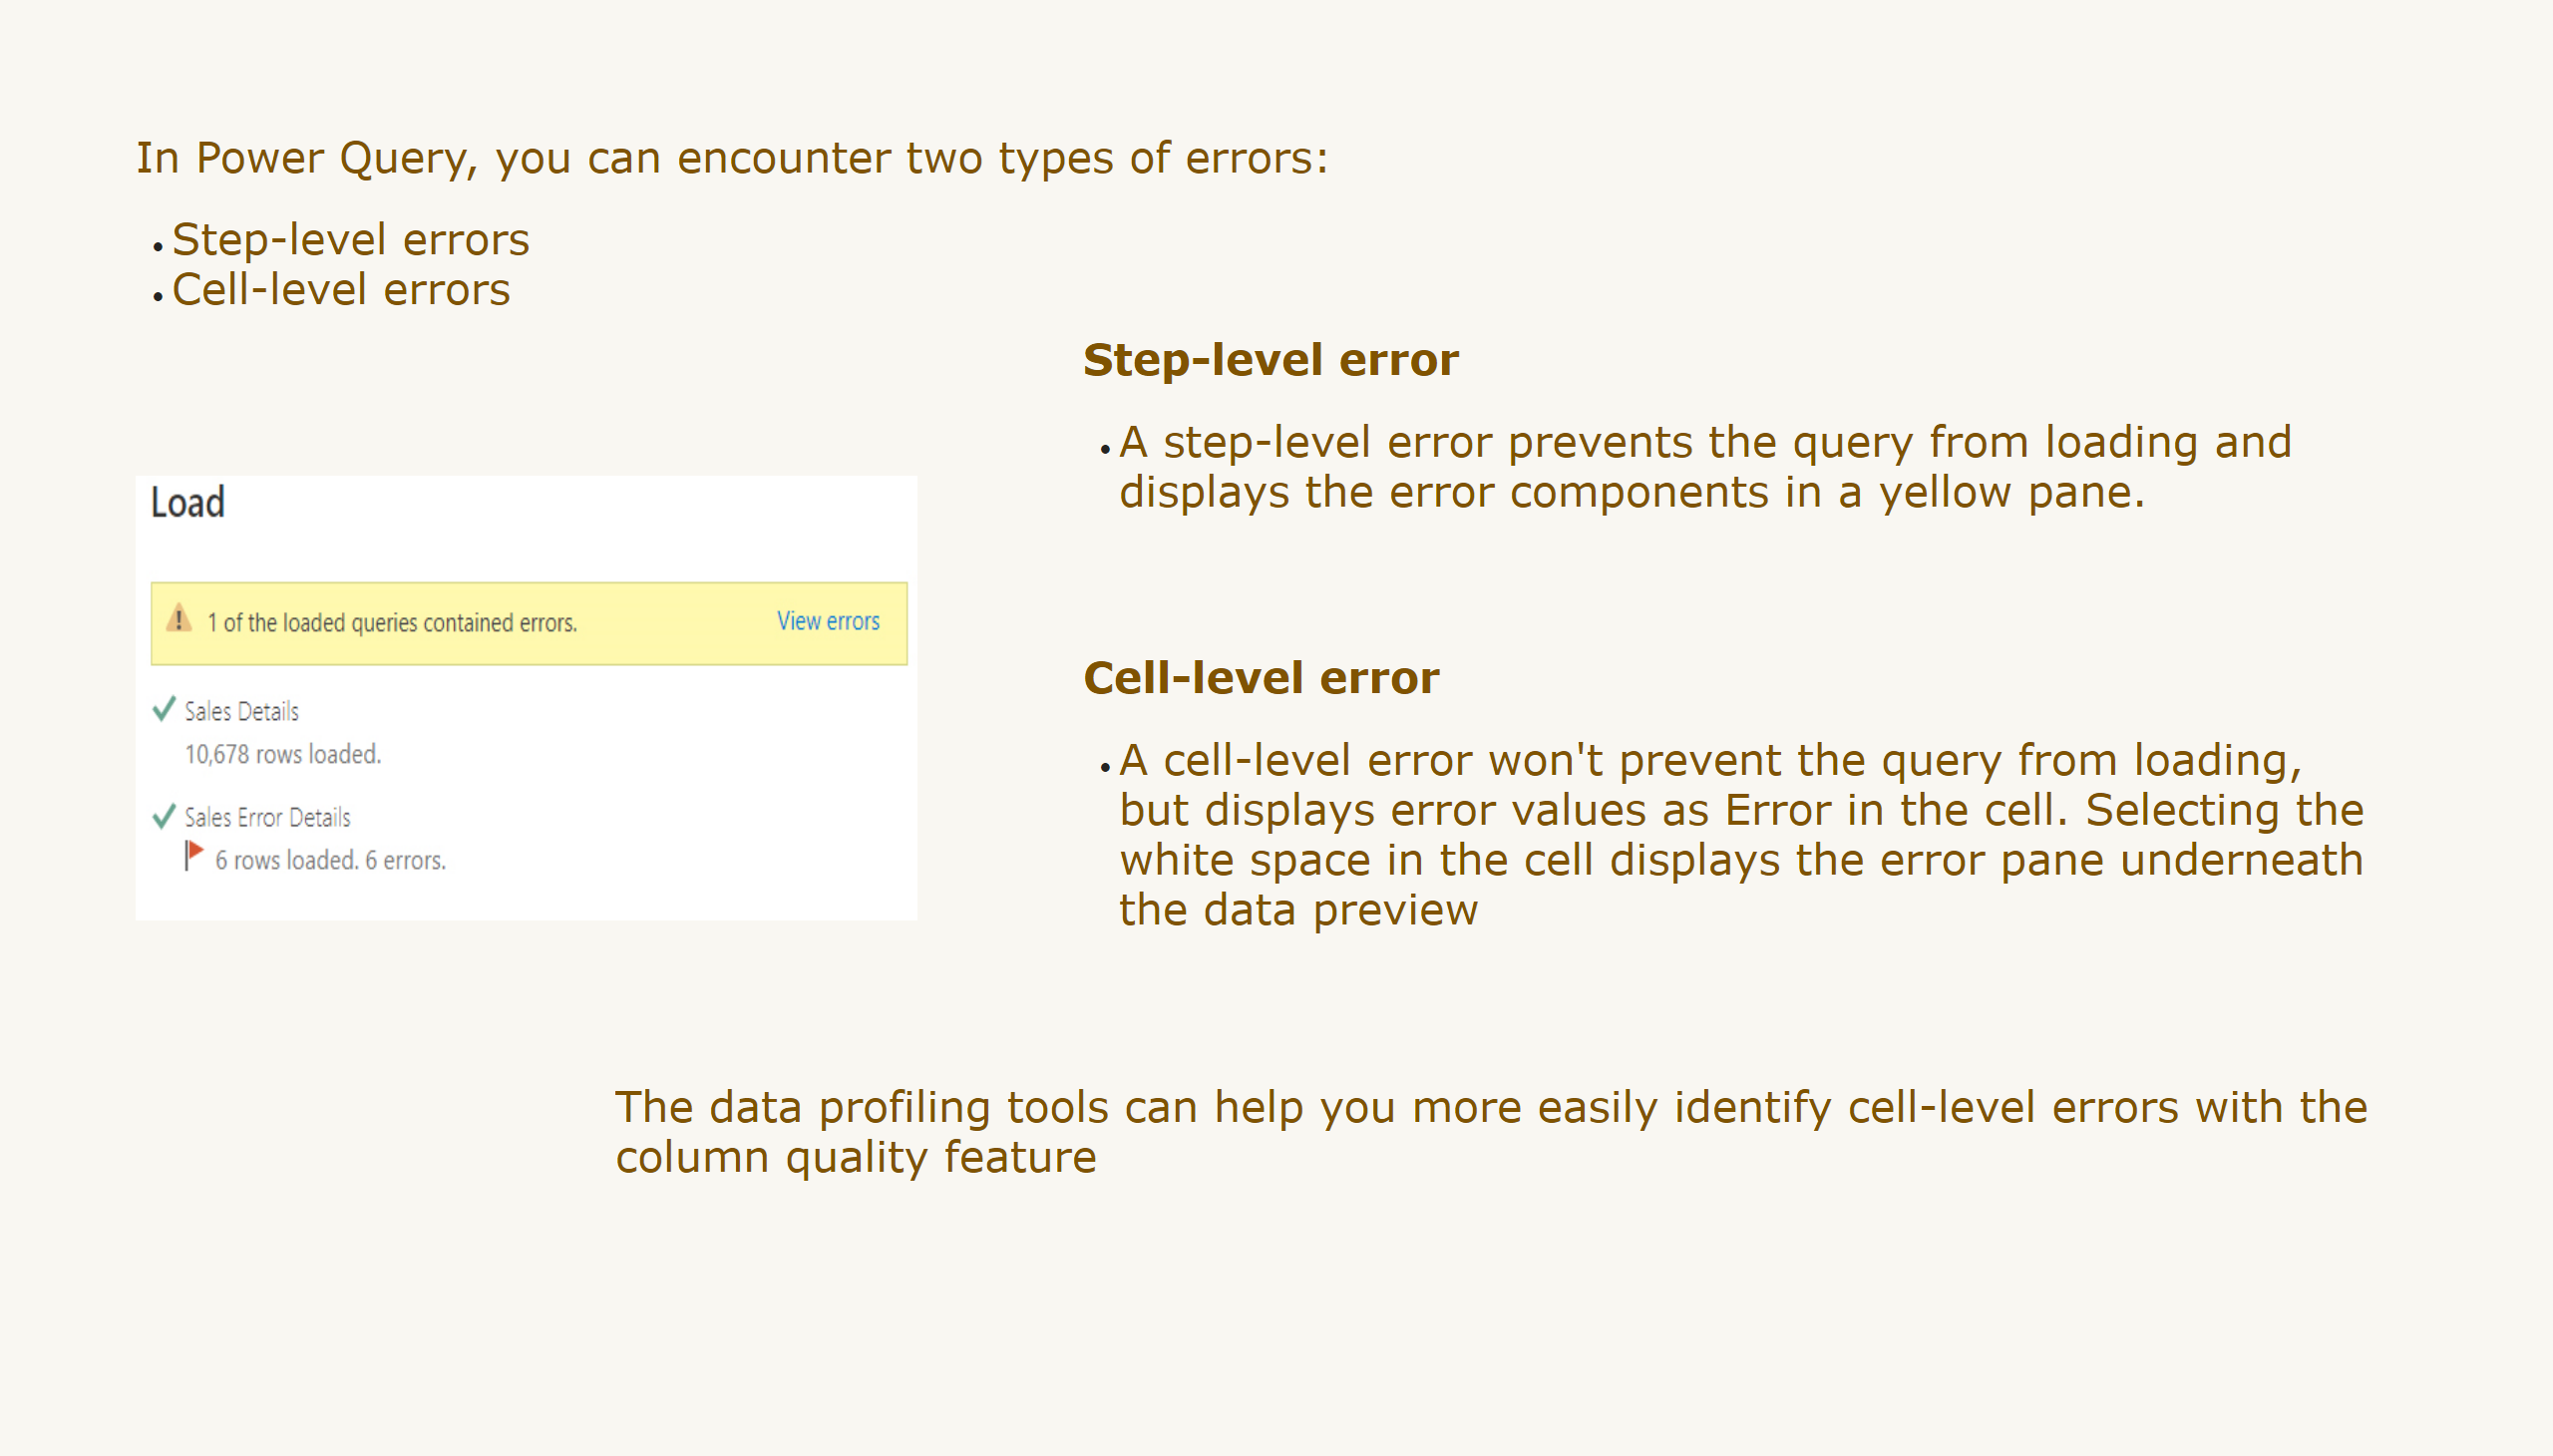 In Power Query, you can encounter two types of errors:
• Step-level errors
• Cell-level errors
Load
1 of the loaded queries contained errors. View errors
Sales Details
10,678 rows loaded.
Sales Error Details
6 rows loaded. 6 errors.
Step-level error
• A step-level error prevents the query from loading and
displays the error components in a yellow pane.
Cell-level error
• A cell-level error won't prevent the query from loading,
but displays error values as Error in the cell. Selecting the
white space in the cell displays the error pane underneath
the data preview
The data profiling tools can help you more easily identify cell-level errors with the
column quality feature